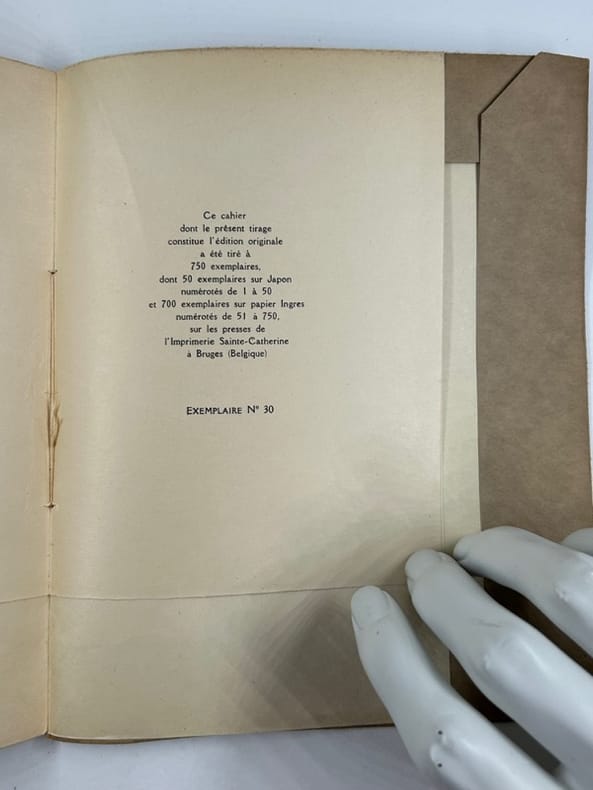 Ce cahier
dont le présent tirage
constitue l'édition originale
a été tiré à
750 exemplaires,
dont 50 exemplaires sur Japon
numérotés de 1 à 50
et 700 exemplaires sur papier Ingres
numérotés de 51 à 750,
sur les presses de
l'Imprimerie Sainte-Catherine
à Bruges (Belgique)
EXEMPLAIRE N° 30